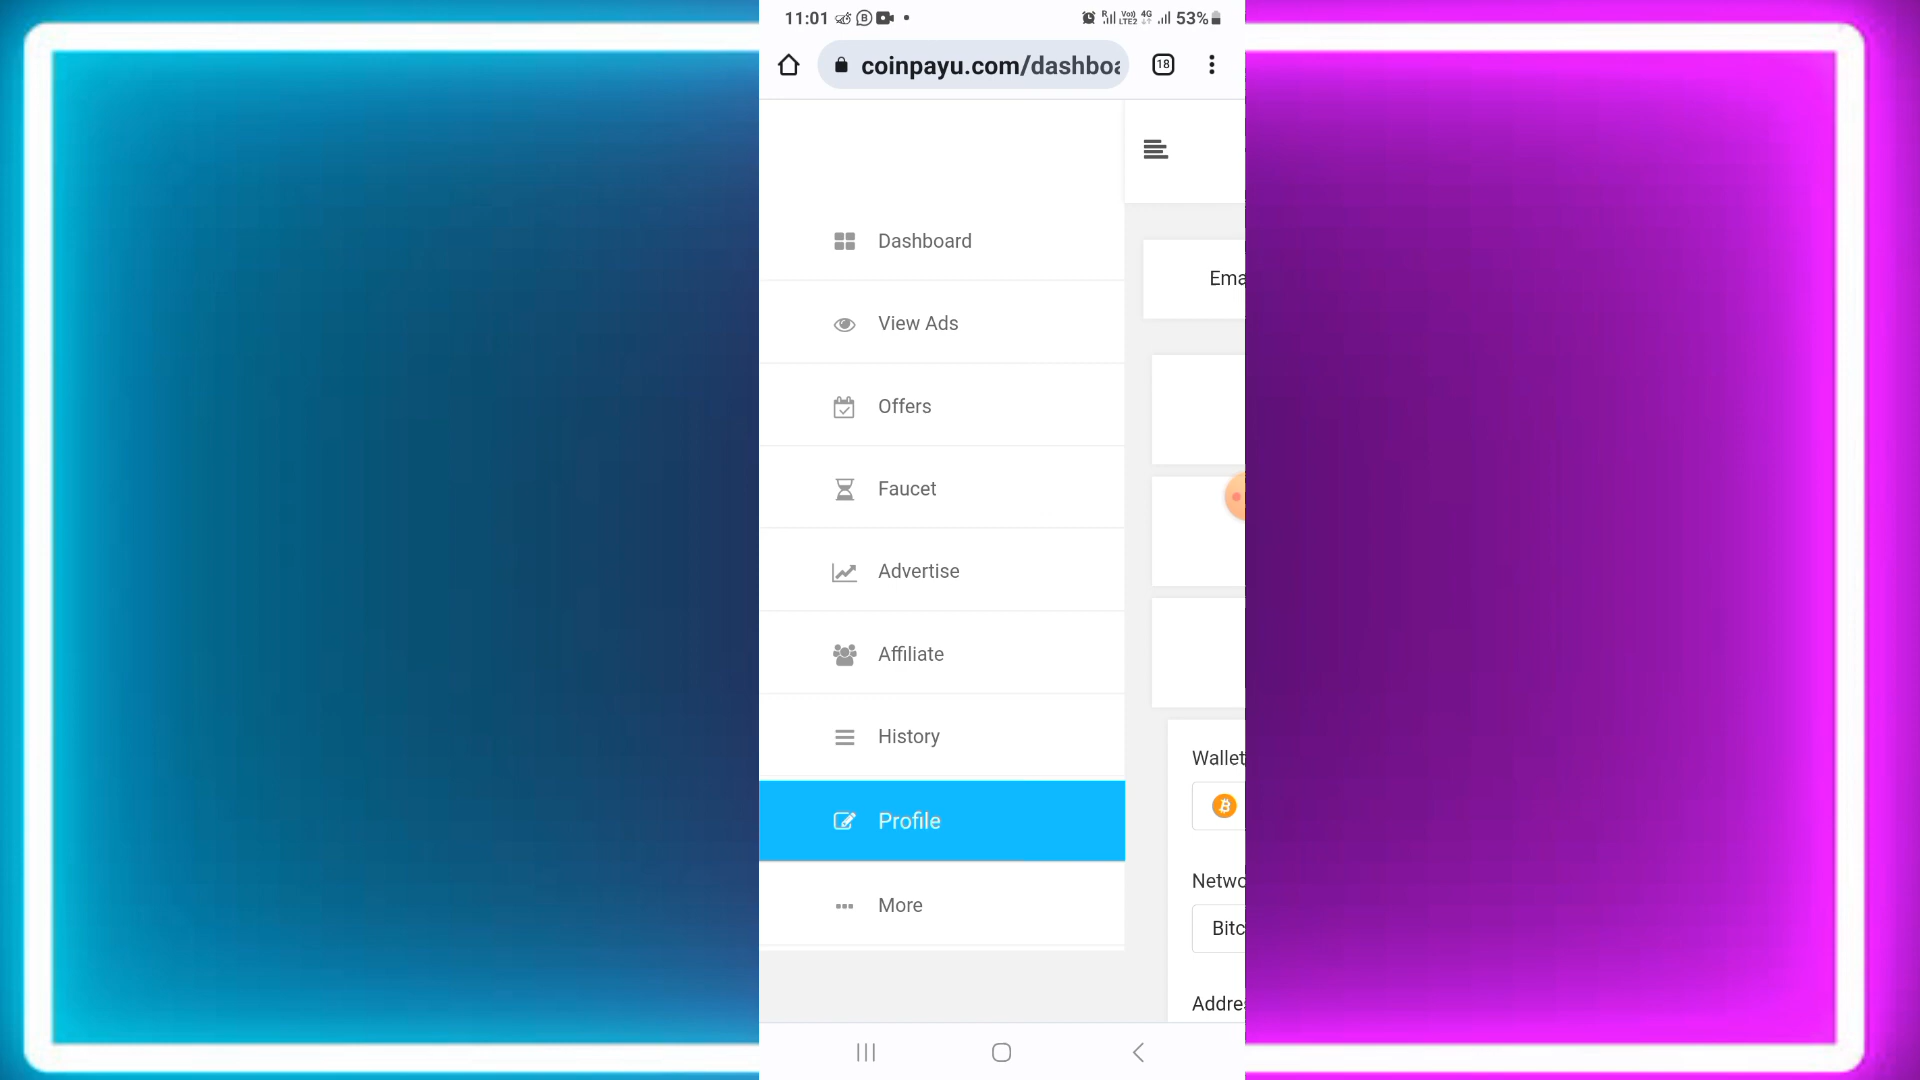 11:01
53%
coinpayu.com/dashboa
18
Dashboard
Ema
View Ads
Offers
Faucet
Advertise
Affiliate
History
Wallet
Profile
Netwo
More
Bitc
Addre